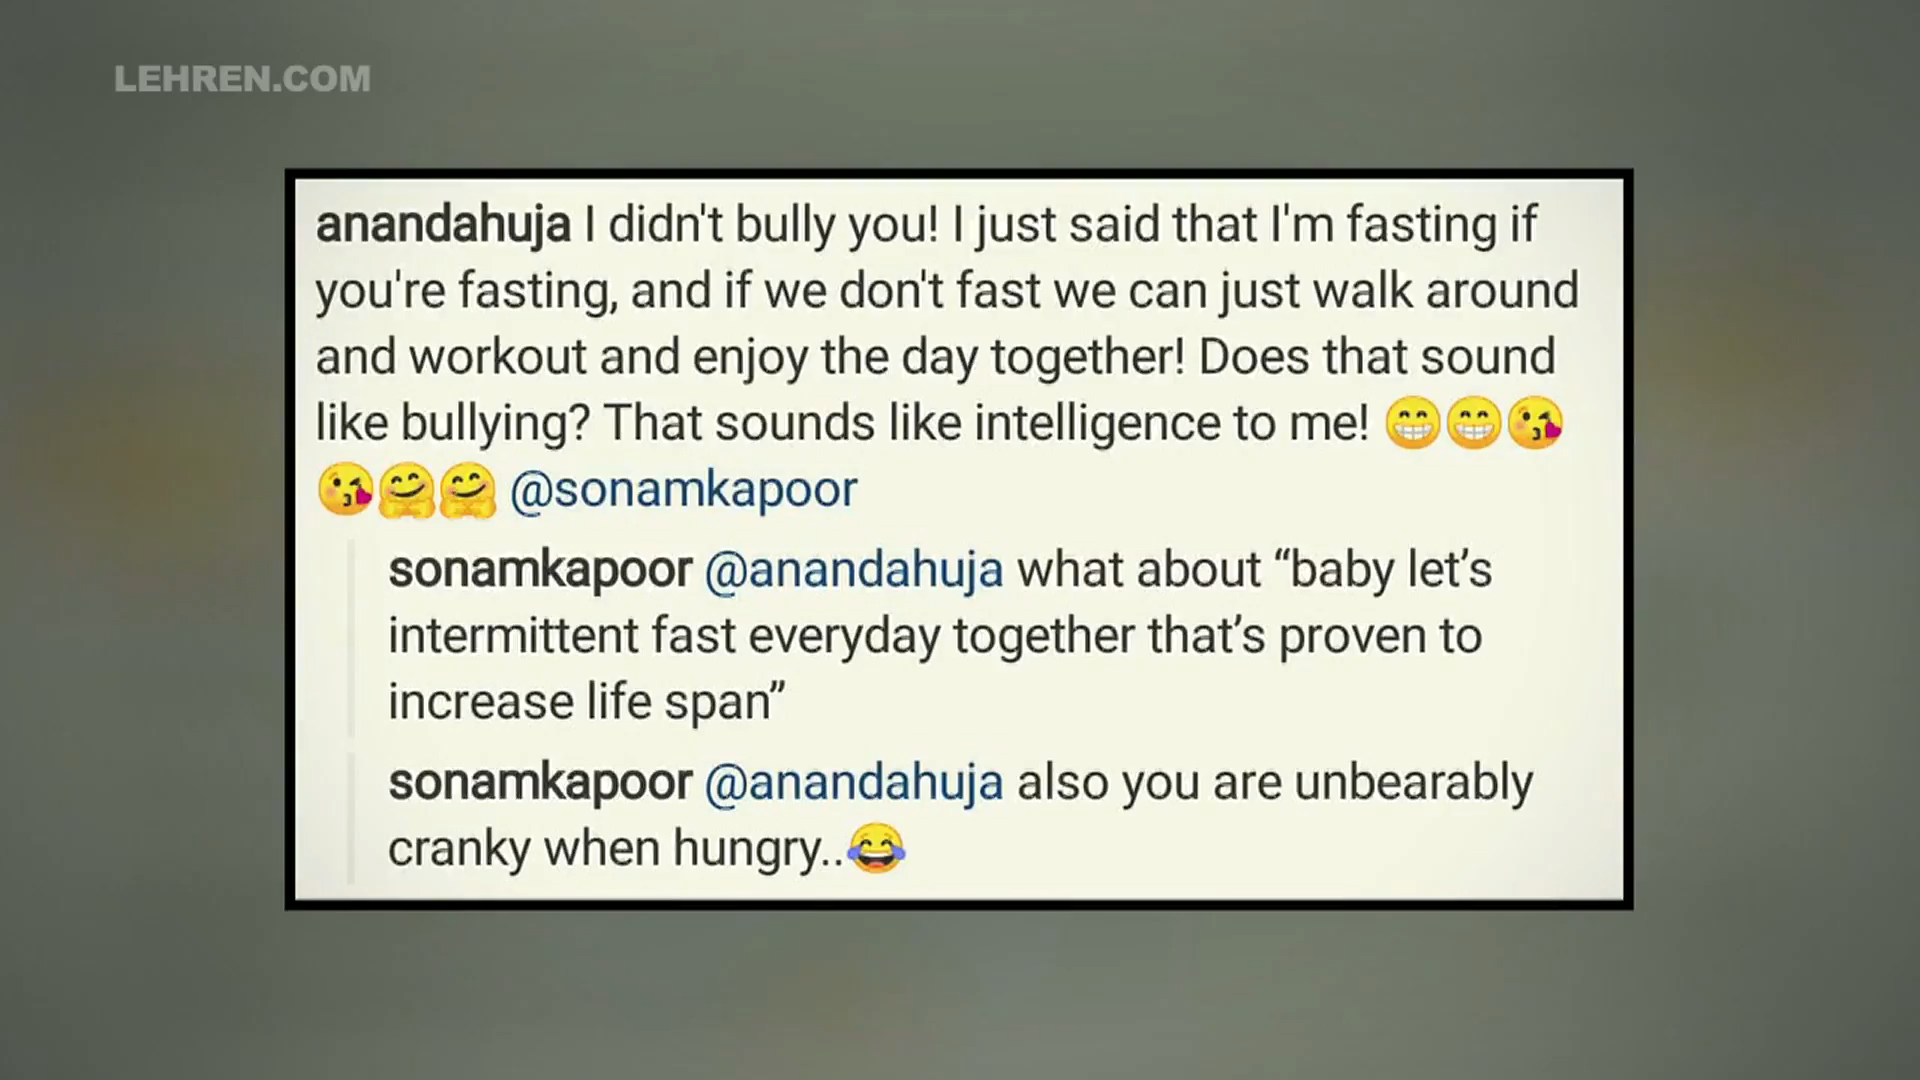 LEHREN.COM
anandahuja I didn't bully you! I just said that I'm fasting if
you're fasting, and if we don't fast we can just walk around
and workout and enjoy the day together! Does that sound
like bullying? That sounds like intelligence to me! 😁😁😘
😘🤗🤗 @sonamkapoor
sonamkapoor @anandahuja what about “baby let’s
intermittent fast everyday together that’s proven to
increase life span”
sonamkapoor @anandahuja also you are unbearably
cranky when hungry..😂